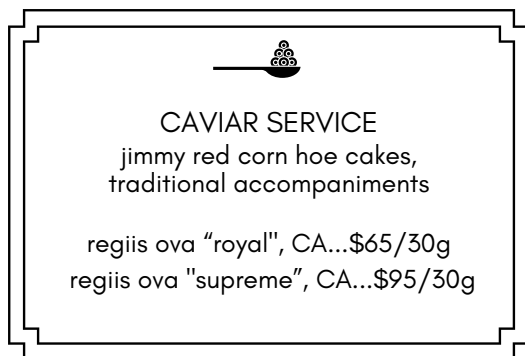 CAVIAR SERVICE
jimmy red corn hoe cakes,
traditional accompaniments
regiis ova “royal", CA...$65/30g
regiis ova "supreme”, CA...$95/30g